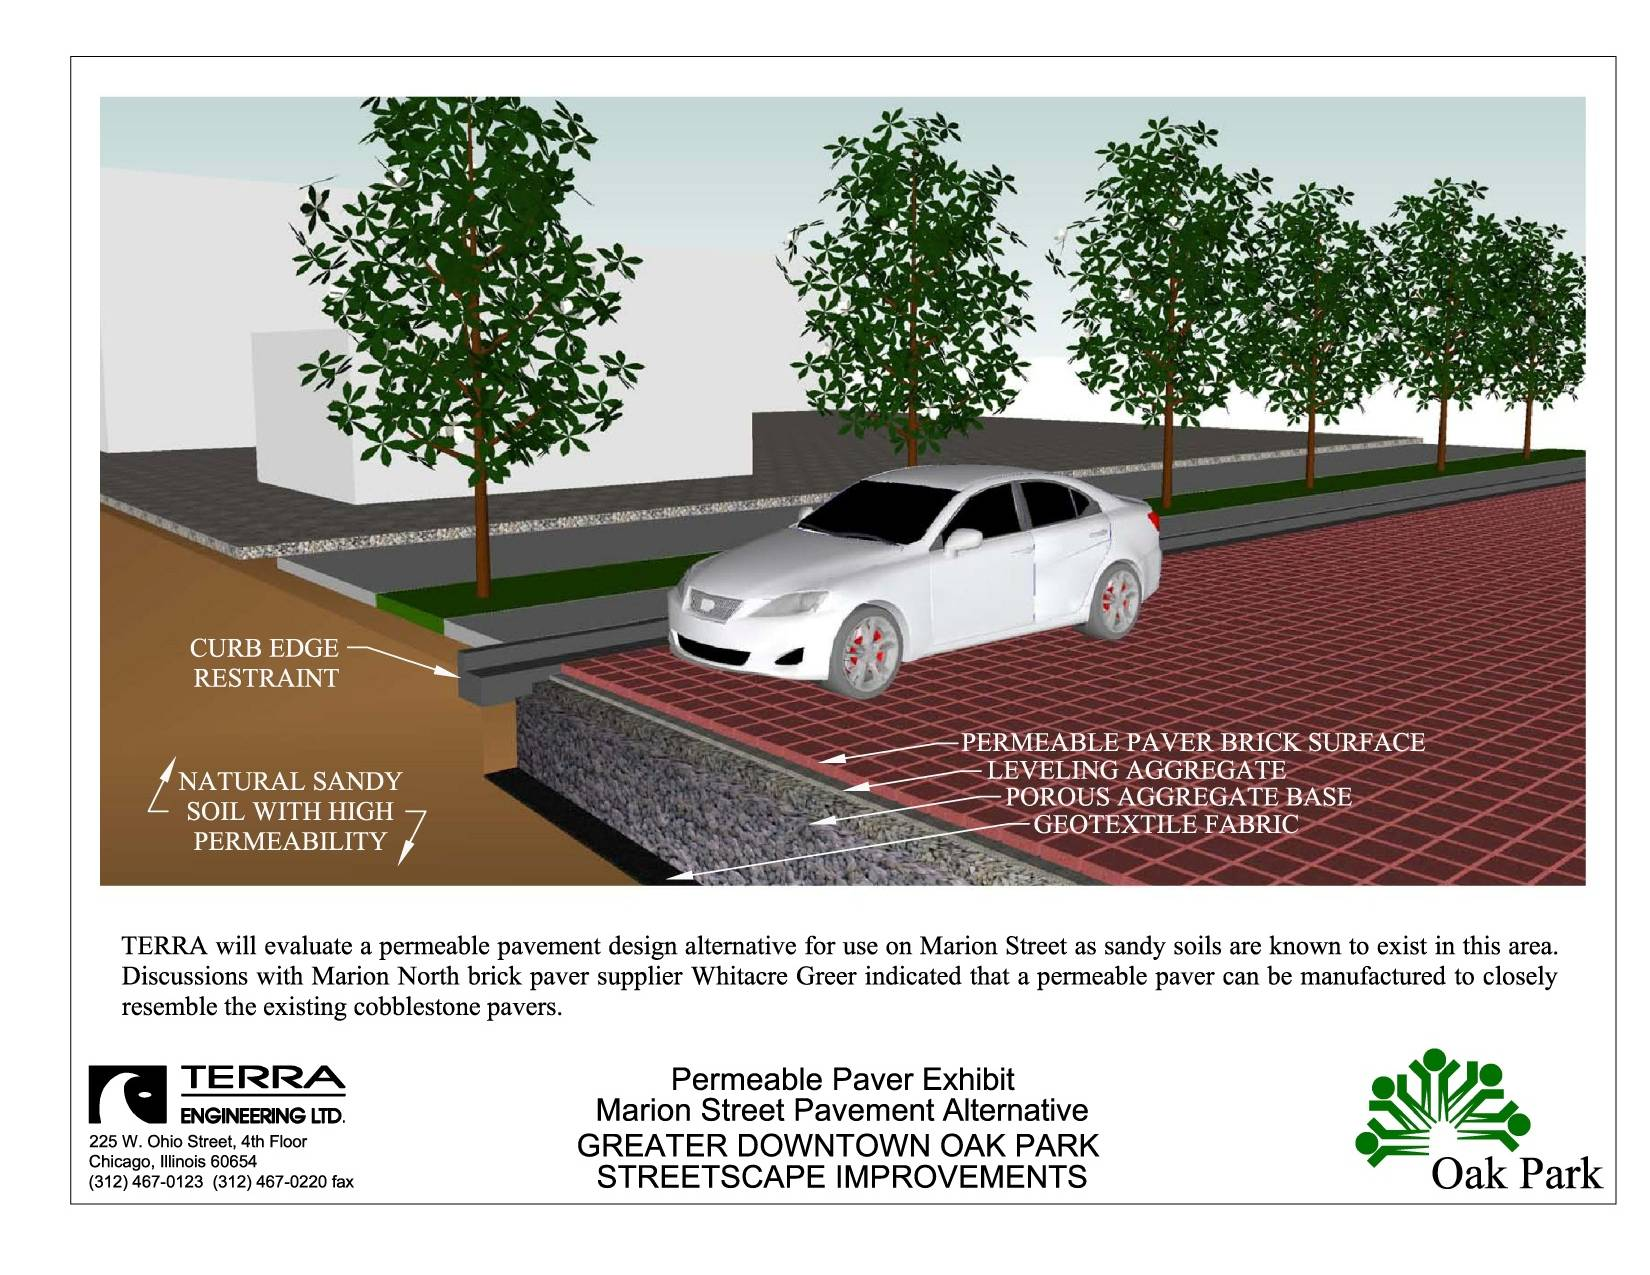 CURB EDGE
RESTRAINT
NATURAL SANDY
SOIL WITH HIGH
PERMEABILITY
PERMEABLE PAVER BRICK SURFACE
LEVELING AGGREGATE
POROUS AGGREGATE BASE
GEOTEXTILE FABRIC
TERRA will evaluate a permeable pavement design alternative for use on Marion Street as sandy soils are known to exist in this area.
Discussions with Marion North brick paver supplier Whitacre Greer indicated that a permeable paver can be manufactured to closely
resemble the existing cobblestone pavers.
TERRA
ENGINEERING LTD.
225 W. Ohio Street, 4th Floor
Chicago, Illinois 60654
(312) 467-0123 (312) 467-0220 fax
Permeable Paver Exhibit
Marion Street Pavement Alternative
GREATER DOWNTOWN OAK PARK
STREETSCAPE IMPROVEMENTS
Oak Park